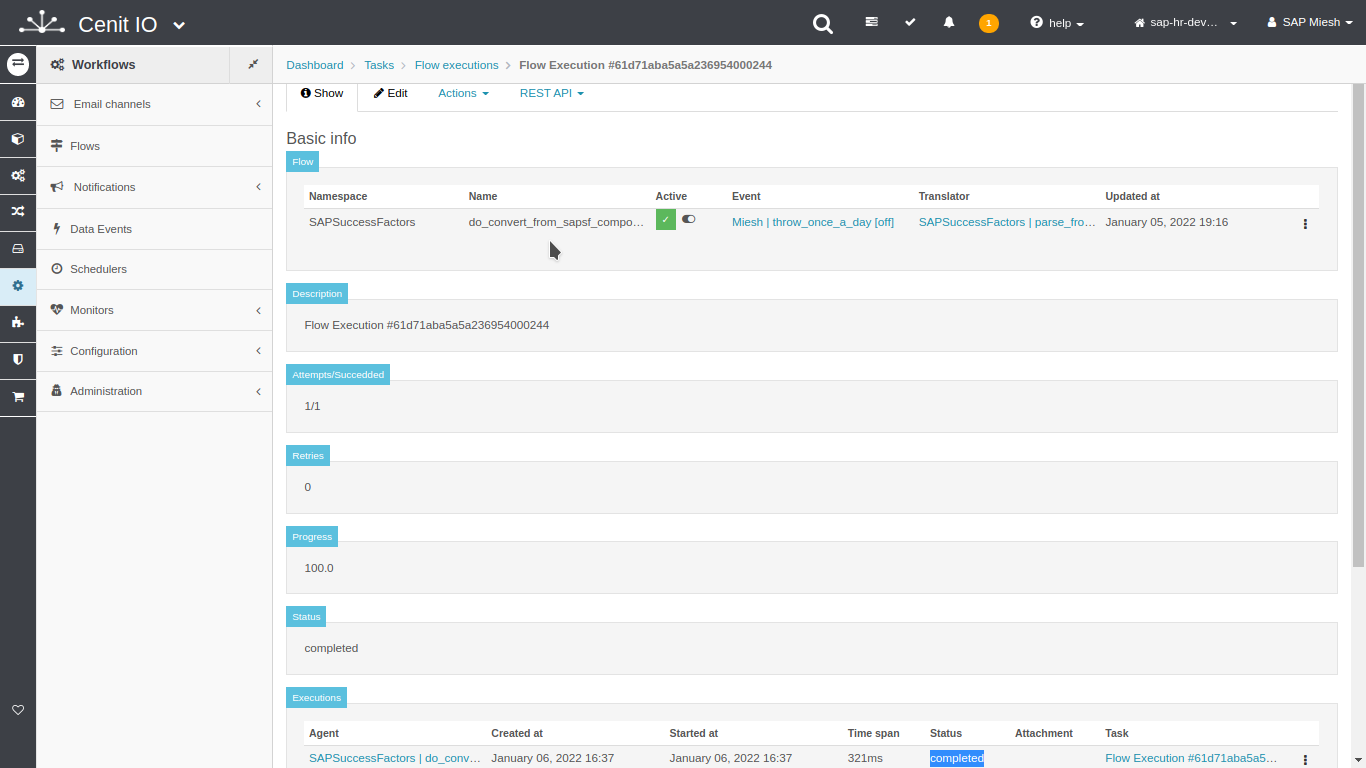 Cenit IO
1
help
sap-hr-dev...
SAP Miesh
Workflows
Dashboard
Tasks
Flow executions
Flow Execution #61d71aba5a5a236954000244
Email channels
Flows
Notifications
Data Events
Schedulers
Monitors
Configuration
Administration
Show
Edit
Actions
REST API
Basic info
Flow
Namespace Name Active Event Translator Updated at
SAPSuccessFactors do_convert_from_sapsf_compo... Miesh | throw_once_a_day [off] SAPSuccessFactors | parse_fro... January 05, 2022 19:16
Description
Flow Execution #61d71aba5a5a236954000244
Attempts/Succedded
1/1
Retries
0
Progress
100.0
Status
completed
Executions
Agent Created at Started at Time span Status Attachment Task
SAPSuccessFactors | do_conv... January 06, 2022 16:37 January 06, 2022 16:37 321ms completed Flow Execution #61d71aba5a5...